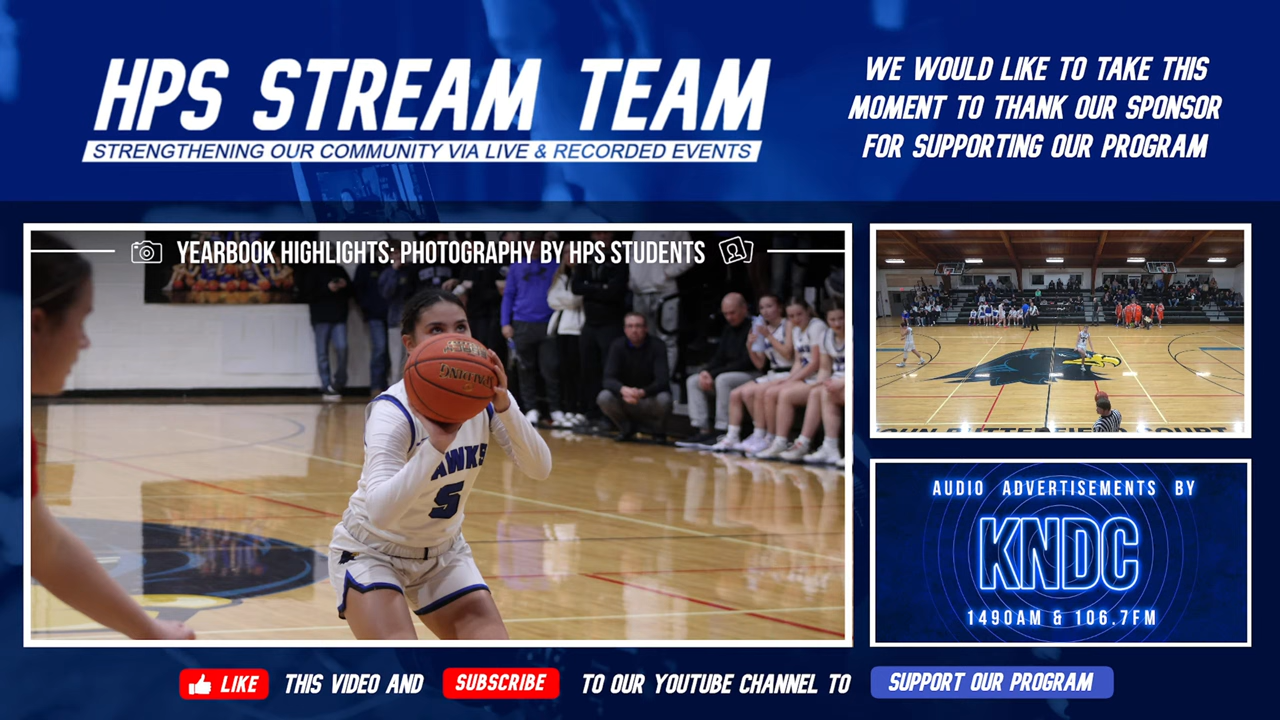 HPS STREAM TEAM
STRENGTHENING OUR COMMUNITY VIA LIVE & RECORDED EVENTS
WE WOULD LIKE TO TAKE THIS
MOMENT TO THANK OUR SPONSOR
FOR SUPPORTING OUR PROGRAM
YEARBOOK HIGHLIGHTS: PHOTOGRAPHY BY HPS STUDENTS
AWKS
5
AUDIO ADVERTISEMENTS BY
KNDC
1490AM & 106.7FM
LIKE THIS VIDEO AND SUBSCRIBE TO OUR YOUTUBE CHANNEL TO SUPPORT OUR PROGRAM